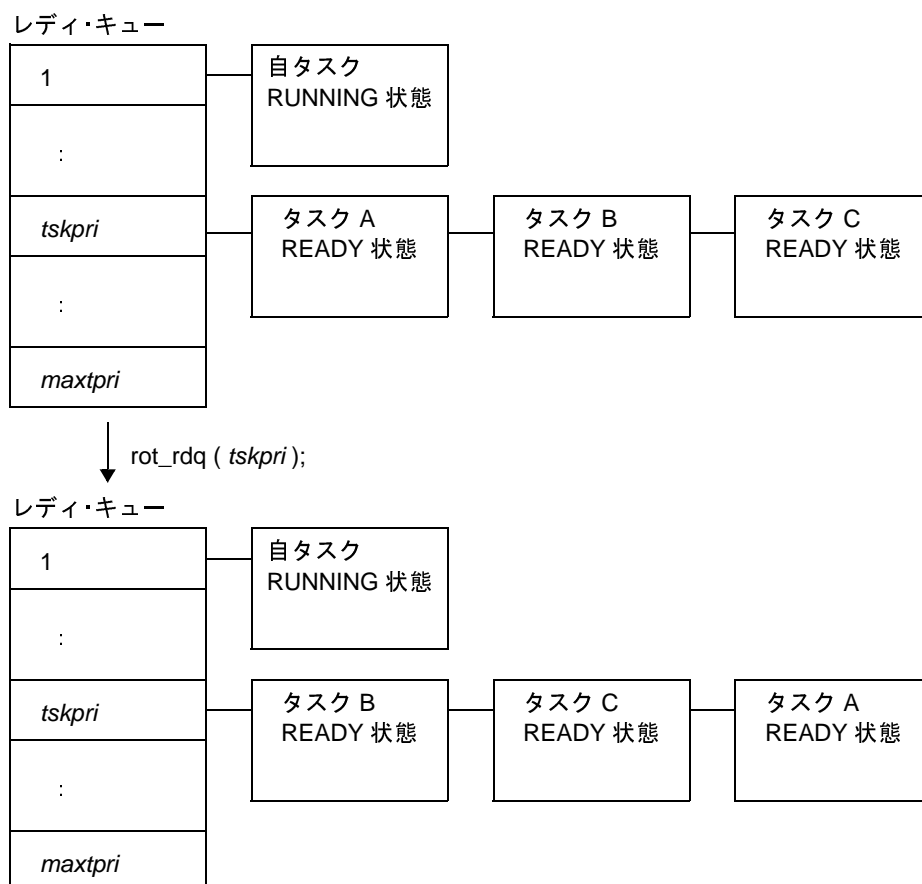 レディ・キュー
1
自タスク
RUNNING 状態
:
tskpri
タスク A
READY 状態
タスク B
READY 状態
タスク C
READY 状態
:
maxtpri
rot_rdq ( tskpri );
レディ・キュー
1
自タスク
RUNNING 状態
:
tskpri
タスク B
READY 状態
タスク C
READY 状態
タスク A
READY 状態
:
maxtpri